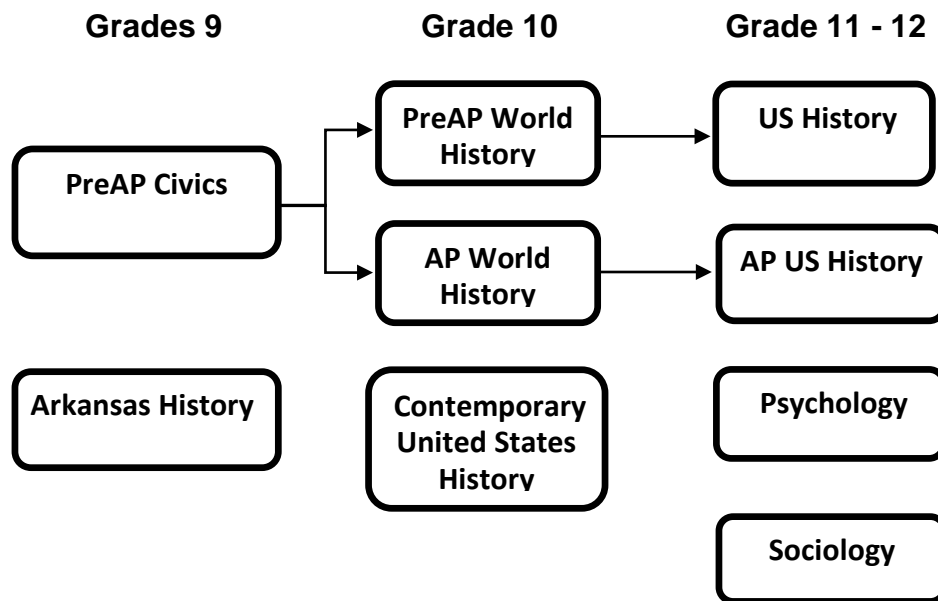 Grades 9
Grade 10
Grade 11 - 12
PreAP Civics
PreAP World
History
US History
AP World
History
AP US History
Arkansas History
Contemporary
United States
History
Psychology
Sociology